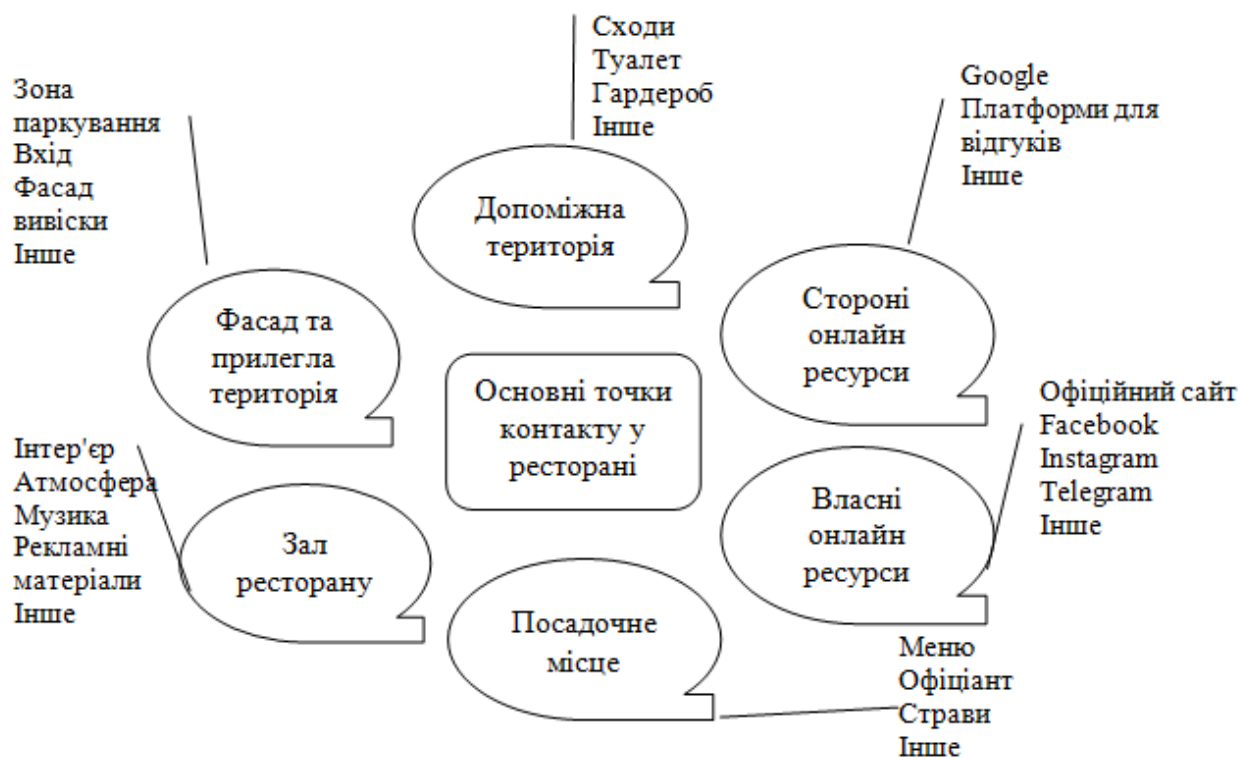 Сходи
Туалет
Гардероб
Інше
Зона
паркування
Вхід
Фасад
вивіски
Інше
Google
Платформи для
відгуків
Інше
Допоміжна
територія
Фасад та
прилегла
територія
Стороні
онлайн
ресурси
Основні точки
контакту у
ресторані
Офіційний сайт
Facebook
Instagram
Telegram
Інше
Інтер'єр
Атмосфера
Музика
Рекламні
матеріали
Інше
Зал
ресторану
Власні
онлайн
ресурси
Посадочне
місце
Меню
Офіціант
Страви
Інше